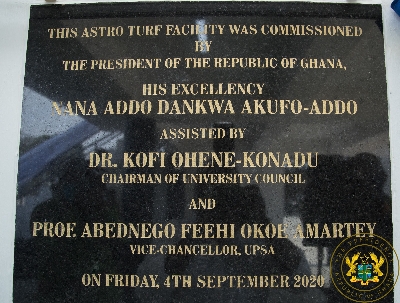 THIS ASTRO TURF FACILITY WAS COMMISSIONED
BY
THE PRESIDENT OF THE REPUBLIC OF GHANA,
HIS EXCELLENCY
NANA ADDO DANKWA AKUFO-ADDO
ASSISTED BY
DR. KOFI OHENE-KONADU
CHAIRMAN OF UNIVERSITY COUNCIL
AND
PROF. ABEDNEGO FEEHI OKOE AMARTEY
VICE-CHANCELLOR, UPSA
ON FRIDAY, 4TH SEPTEMBER 2020